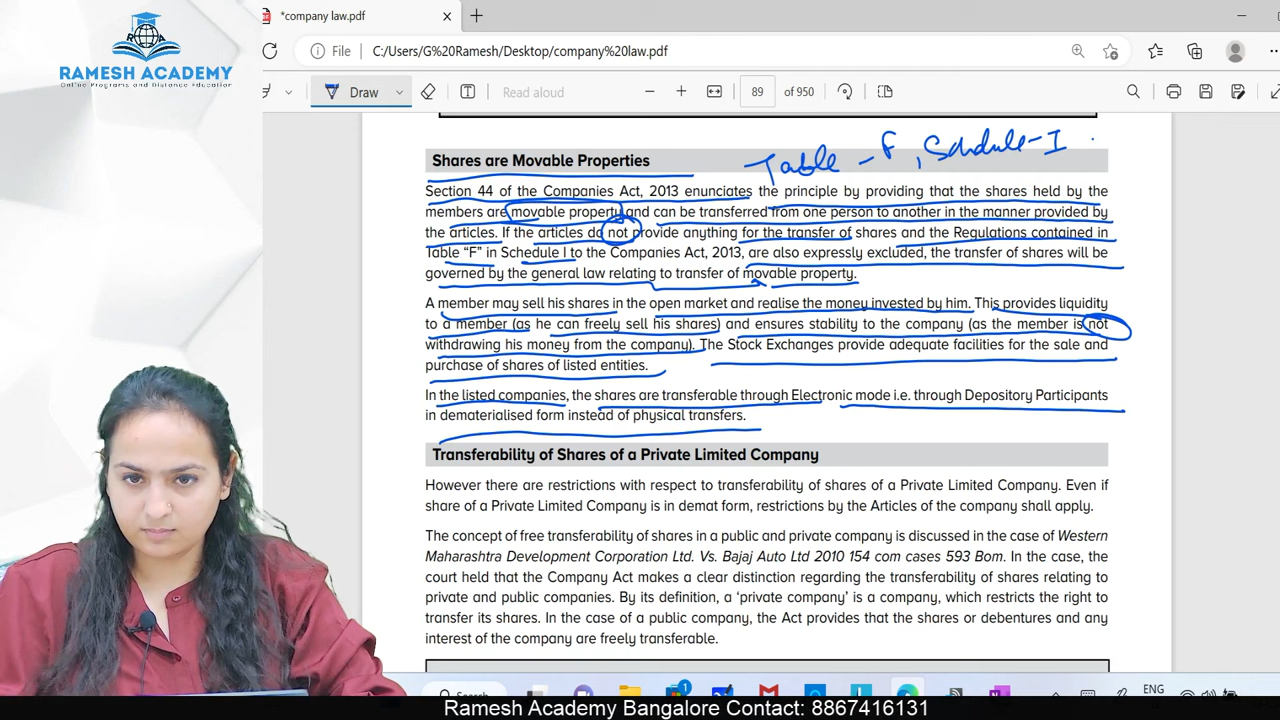 *company law.pdf
RAMESH ACADEMY
Online Programs and Distance Education
File C:/Users/G%20Ramesh/Desktop/company%20law.pdf
Draw
Read aloud
89 of 950
Table - F, Schdule - I
Shares are Movable Properties
Section 44 of the Companies Act, 2013 enunciates the principle by providing that the shares held by the
members are movable property and can be transferred from one person to another in the manner provided by
the articles. If the articles do not provide anything for the transfer of shares and the Regulations contained in
Table “F” in Schedule I to the Companies Act, 2013, are also expressly excluded, the transfer of shares will be
governed by the general law relating to transfer of movable property.
A member may sell his shares in the open market and realise the money invested by him. This provides liquidity
to a member (as he can freely sell his shares) and ensures stability to the company (as the member is not
withdrawing his money from the company). The Stock Exchanges provide adequate facilities for the sale and
purchase of shares of listed entities.
In the listed companies, the shares are transferable through Electronic mode i.e. through Depository Participants
in dematerialised form instead of physical transfers.
Transferability of Shares of a Private Limited Company
However there are restrictions with respect to transferability of shares of a Private Limited Company. Even if
share of a Private Limited Company is in demat form, restrictions by the Articles of the company shall apply.
The concept of free transferability of shares in a public and private company is discussed in the case of Western
Maharashtra Development Corporation Ltd. Vs. Bajaj Auto Ltd 2010 154 com cases 593 Bom. In the case, the
court held that the Company Act makes a clear distinction regarding the transferability of shares relating to
private and public companies. By its definition, a ‘private company’ is a company, which restricts the right to
transfer its shares. In the case of a public company, the Act provides that the shares or debentures and any
interest of the company are freely transferable.
Search
1
ENG
Ramesh Academy Bangalore Contact: 8867416131